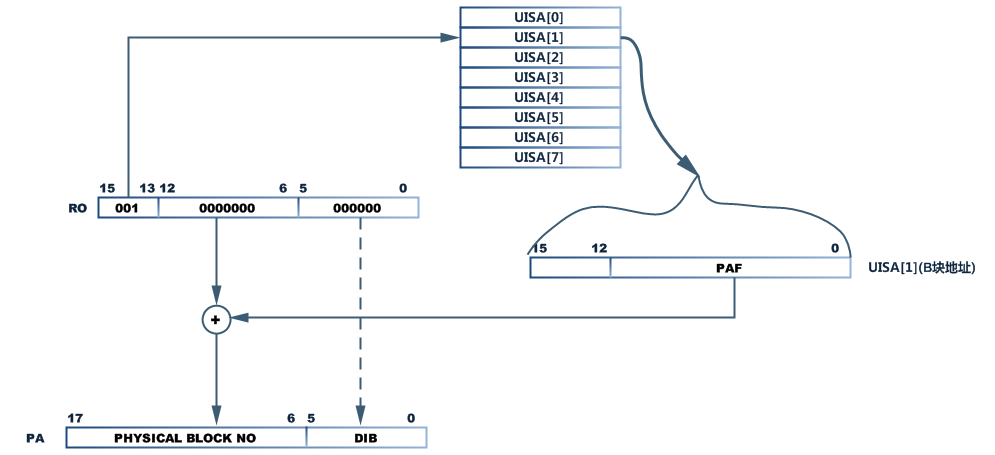 UISA[0]
UISA[1]
UISA[2]
UISA[3]
UISA[4]
UISA[5]
UISA[6]
UISA[7]
15 13 12 6 5 0
RO 001 0000000 000000
15 12 0
PAF UISA[1](B块地址)
+
17 6 5 0
PA PHYSICAL BLOCK NO DIB